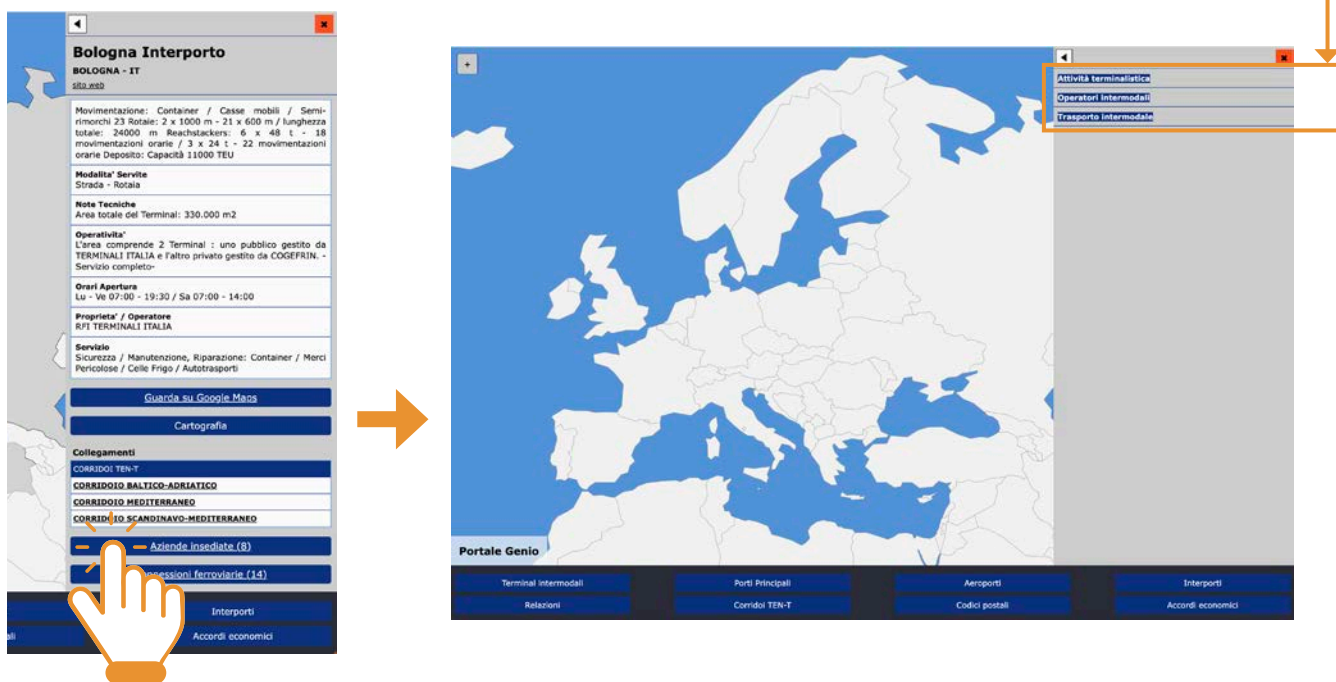 Bologna Interporto
BOLOGNA - IT
sito web
Movimentazione: Container / Casse mobili / Semi-
rimorchi 23 Rotaie: 2 x 1000 m - 21 x 600 m / lunghezza
totale: 24000 m Reachstackers: 6 x 48 t - 18
movimentazioni orarie / 3 x 24 t - 22 movimentazioni
orarie Deposito: Capacità 11000 TEU
Modalita' Servite
Strada - Rotaia
Note Tecniche
Area totale del Terminal: 330.000 m2
Operativita'
L'area comprende 2 Terminal : uno pubblico gestito da
TERMINALI ITALIA e l'altro privato gestito da COGEFRIN. -
Servizio completo-
Orari Apertura
Lu - Ve 07:00 - 19:30 / Sa 07:00 - 14:00
Proprieta' / Operatore
RFI TERMINALI ITALIA
Servizio
Sicurezza / Manutenzione, Riparazione: Container / Merci
Pericolose / Celle Frigo / Autotrasporti
Guarda su Google Maps
Cartografia
Collegamenti
CORRIDOI TEN-T
CORRIDOIO BALTICO-ADRIATICO
CORRIDOIO MEDITERRANEO
CORRIDOIO SCANDINAVO-MEDITERRANEO
Aziende insediate (8)
ferroviarie (14)
Interporti
Accordi economici
+
Attività terminalistica
Operatori intermodali
Trasporto intermodale
Portale Genio
Terminal intermodali
Porti Principali
Aeroporti
Interporti
Relazioni
Corridoi TEN-T
Codici postali
Accordi economici